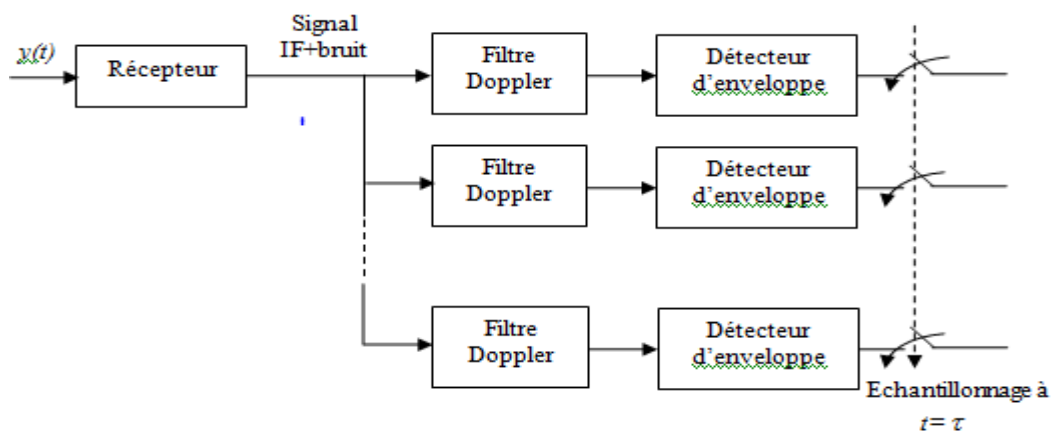 Signal
IF+bruit
y(t)
Récepteur
Filtre
Doppler
Détecteur
d'enveloppe
Filtre
Doppler
Détecteur
d'enveloppe
Filtre
Doppler
Détecteur
d'enveloppe
Echantillonnage à
t= τ